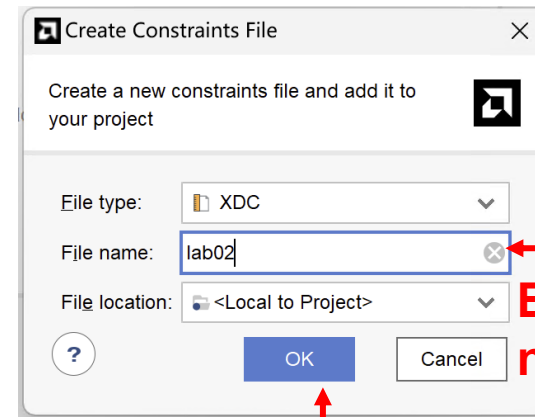 Create Constraints File
Create a new constraints file and add it to
your project
File type: XDC
File name: lab02
File location: <Local to Project>
? OK Cancel